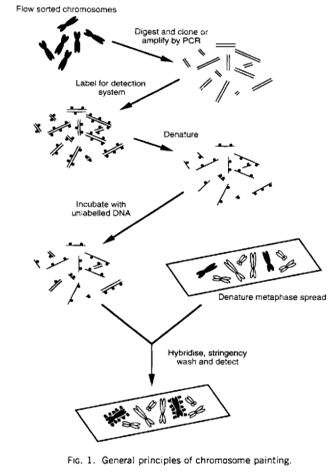 Flow sorted chromosomes
Digest and clone or
amplify by PCR
Label for detection
system
Denature
Incubate with
unlabelled DNA
Denature metaphase spread
Hybridise, stringency
wash and detect
FIG. 1. General principles of chromosome painting.